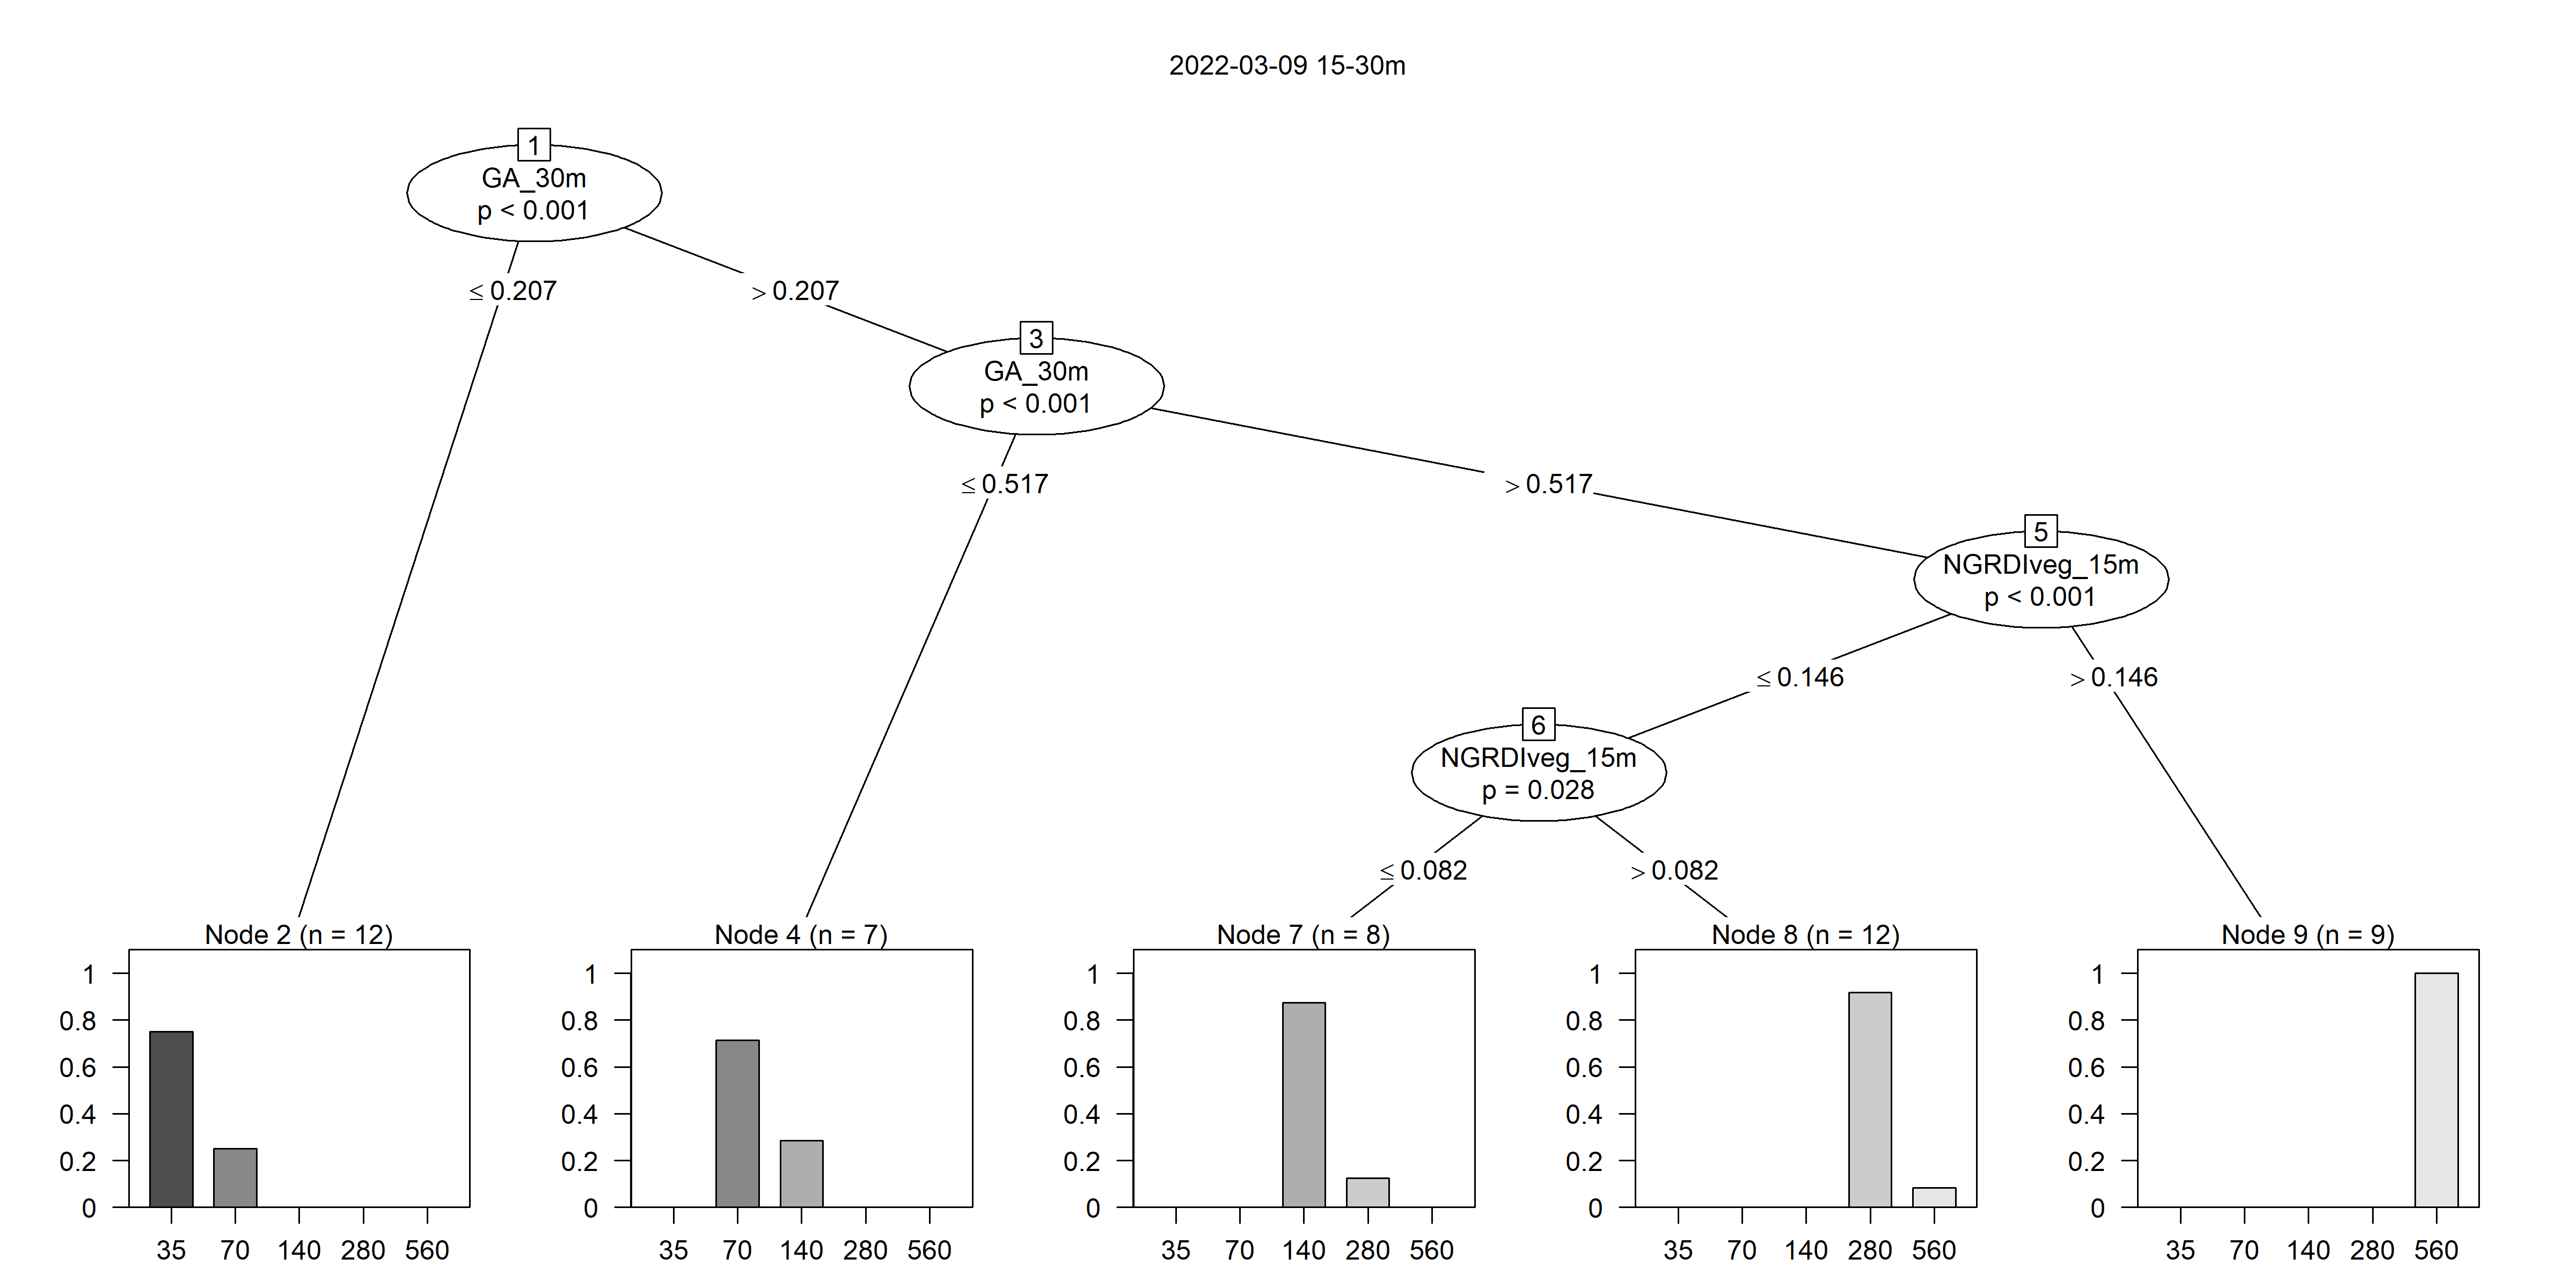 2022-03-09 15-30m
1
GA_30m
p < 0.001
≤ 0.207
> 0.207
3
GA_30m
p < 0.001
≤ 0.517
> 0.517
5
NGRDIveg_15m
p < 0.001
≤ 0.146
> 0.146
6
NGRDIveg_15m
p = 0.028
≤ 0.082
> 0.082
Node 2 (n = 12)
1
0.8
0.6
0.4
0.2
0
35 70 140 280 560
Node 4 (n = 7)
1
0.8
0.6
0.4
0.2
0
35 70 140 280 560
Node 7 (n = 8)
1
0.8
0.6
0.4
0.2
0
35 70 140 280 560
Node 8 (n = 12)
1
0.8
0.6
0.4
0.2
0
35 70 140 280 560
Node 9 (n = 9)
1
0.8
0.6
0.4
0.2
0
35 70 140 280 560